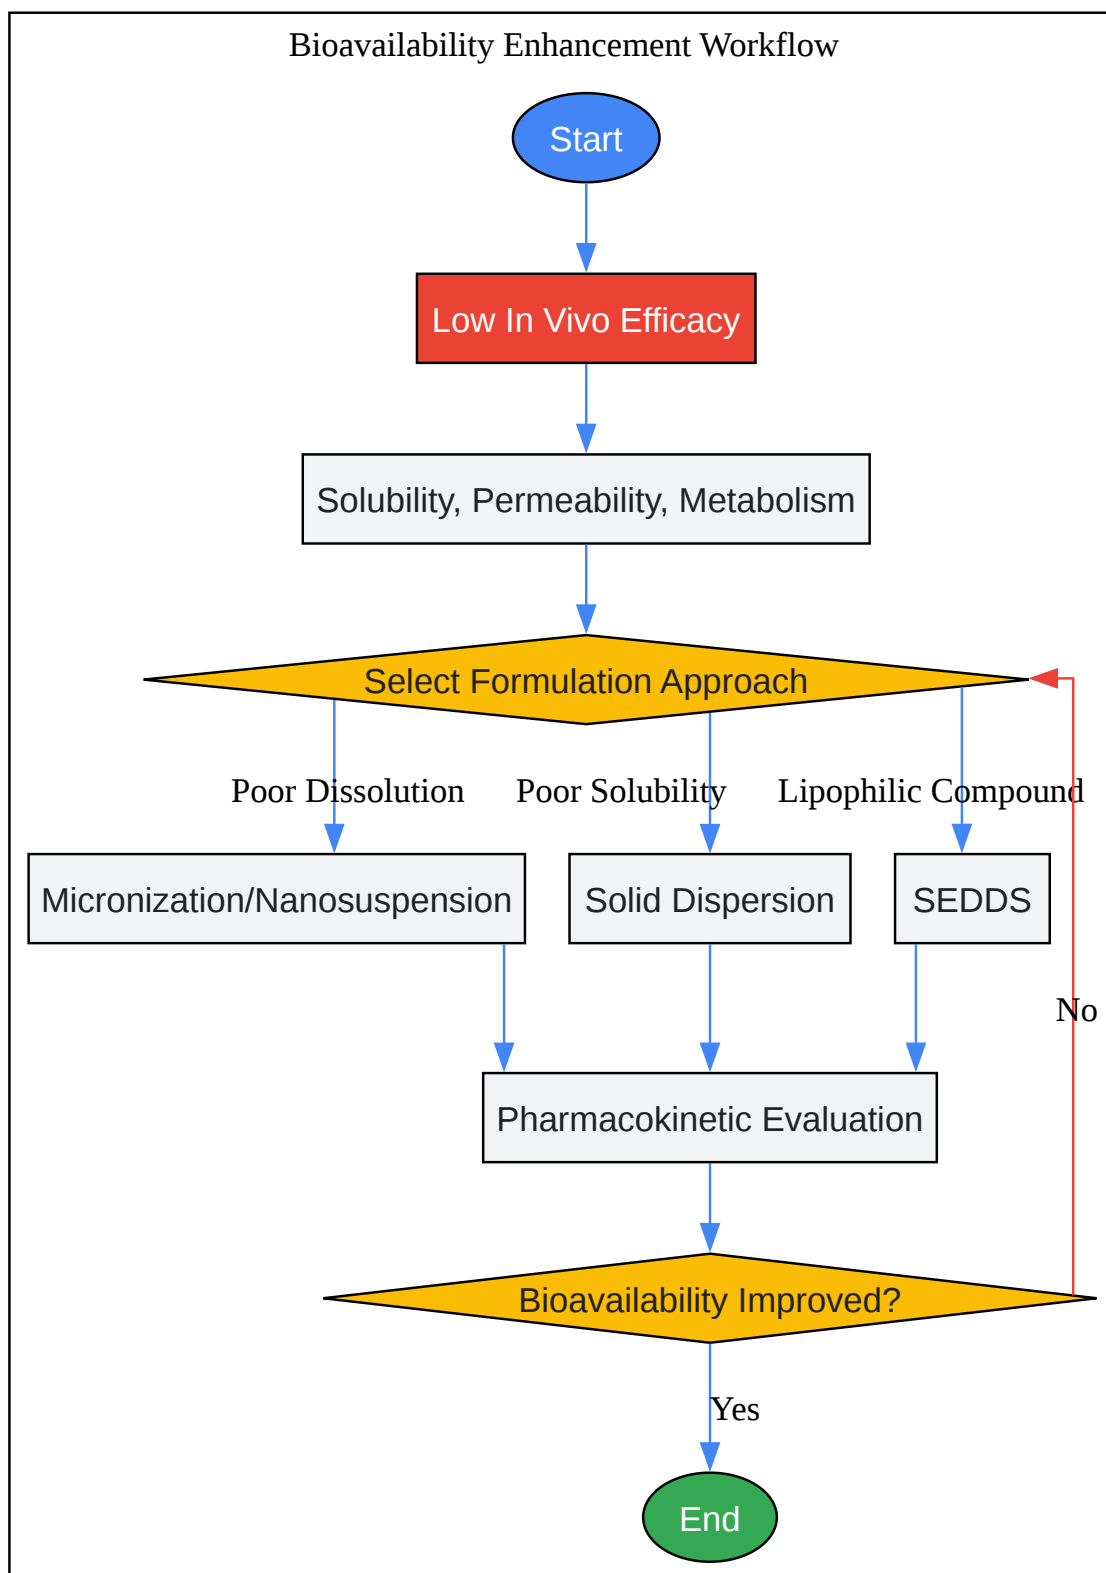 Bioavailability Enhancement Workflow
Start
Low In Vivo Efficacy
Solubility, Permeability, Metabolism
Select Formulation Approach
Poor Dissolution
Poor Solubility
Lipophilic Compound
Micronization/Nanosuspension
Solid Dispersion
SEDDS
No
Pharmacokinetic Evaluation
Bioavailability Improved?
Yes
End